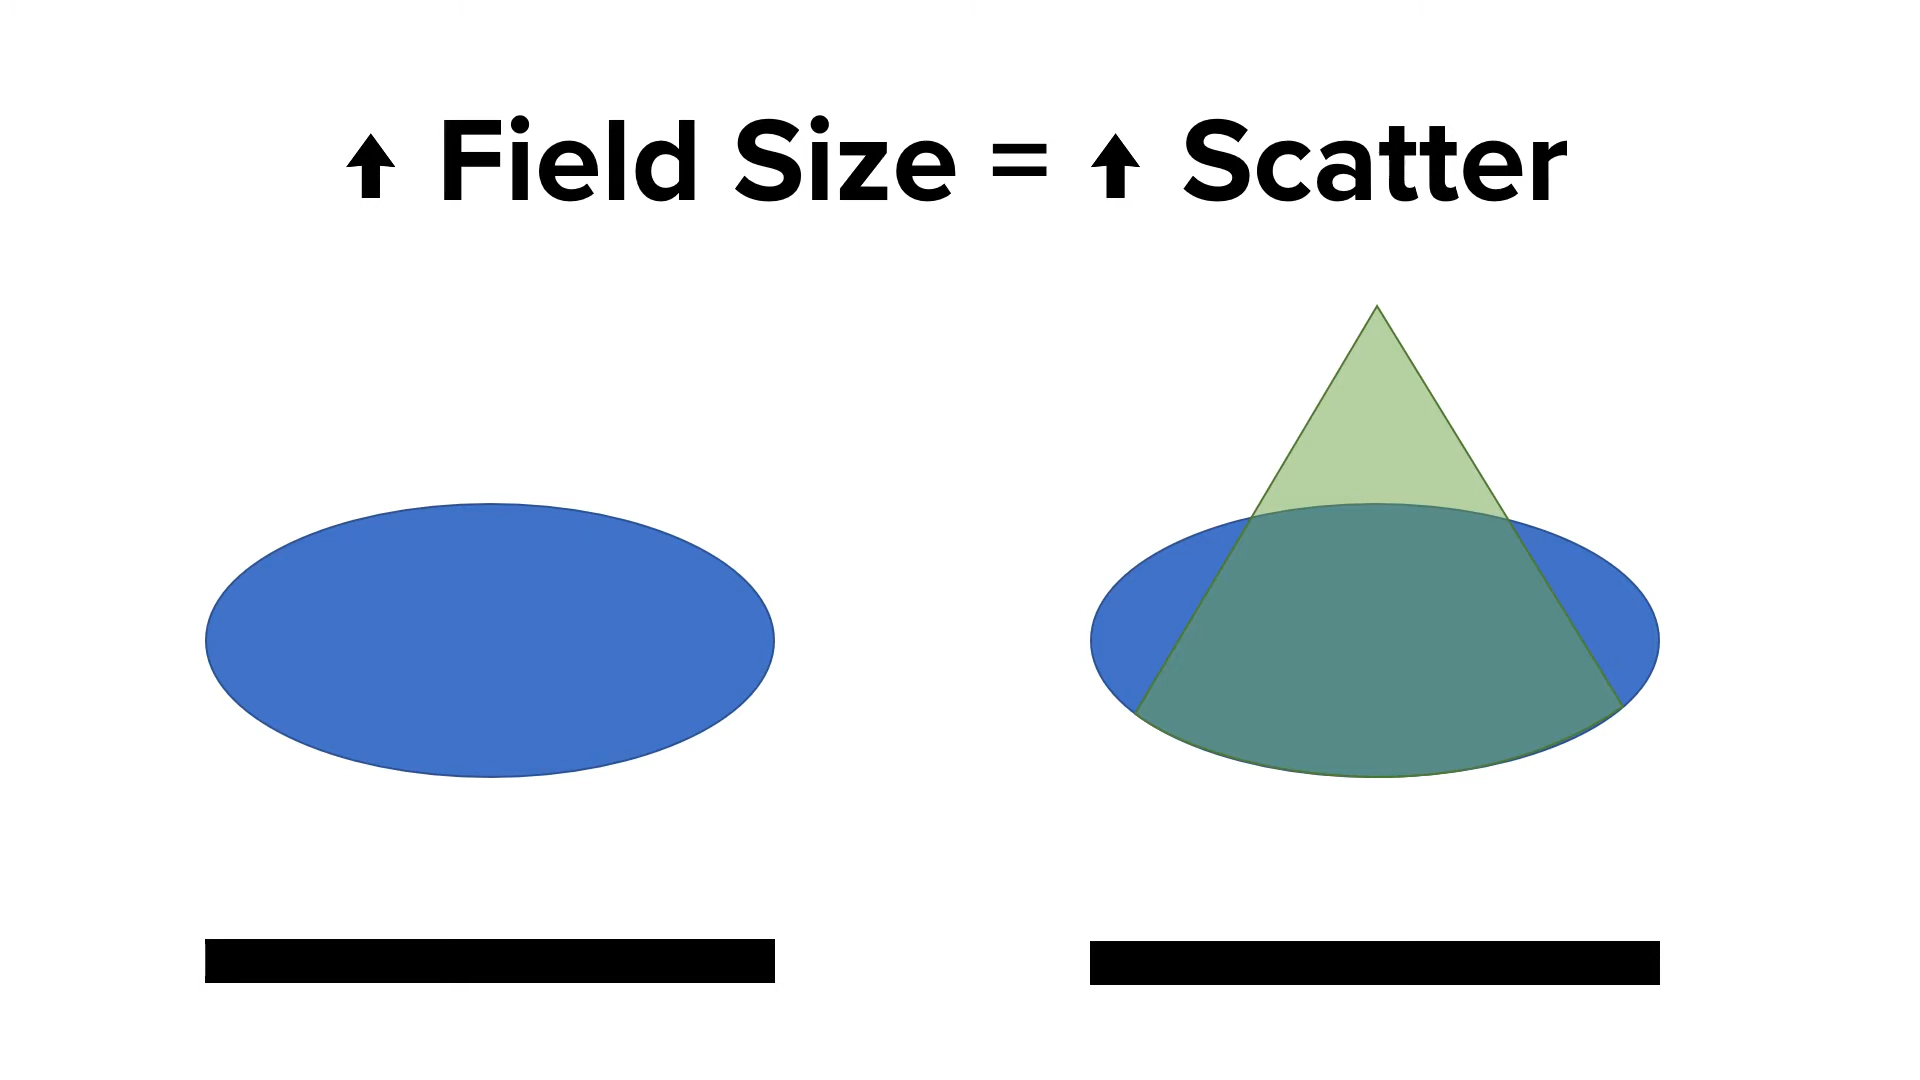 ⬆ Field Size = ⬆ Scatter